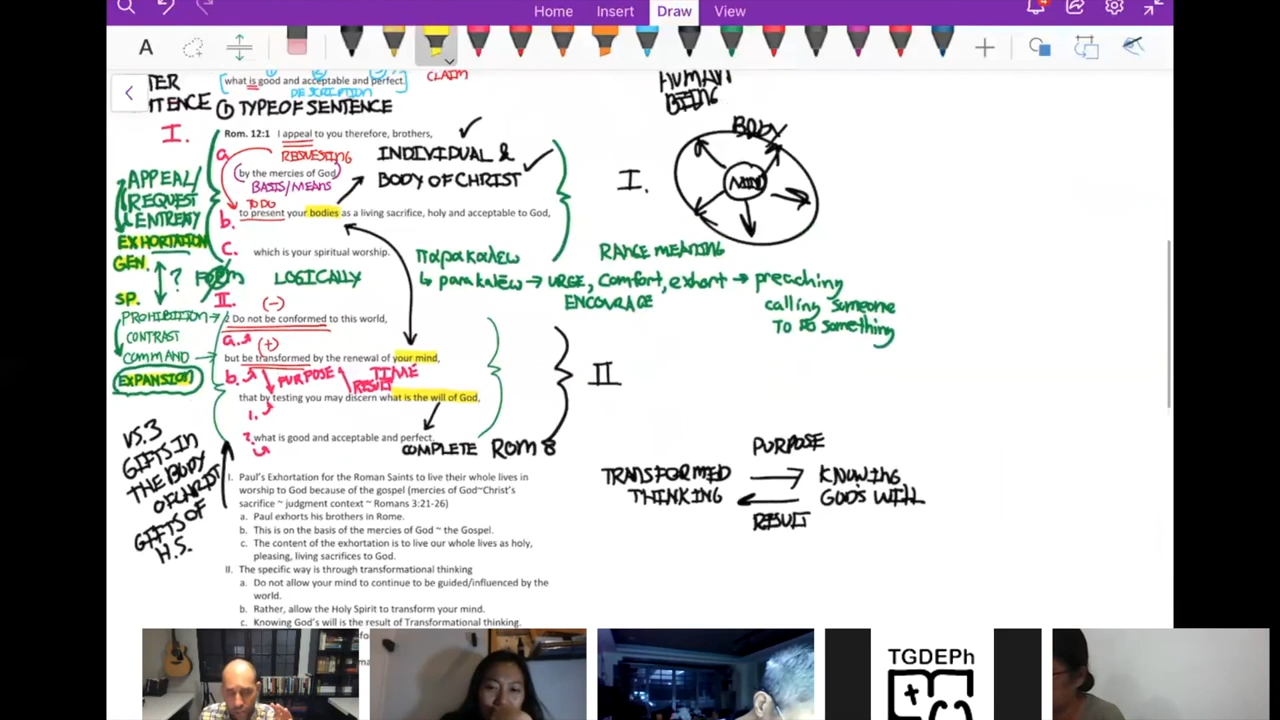 Home Insert Draw View
what is good and acceptable and perfect.
CLAIM
DESCRIPTION
① TYPE OF SENTENCE
HUMAN
BEING
I.
Rom. 12:1 I appeal to you therefore, brothers,
a.
REQUESTING
by the mercies of God,
BASIS/MEANS
INDIVIDUAL &
BODY OF CHRIST
TO DO
b.
to present your bodies as a living sacrifice, holy and acceptable to God,
c.
which is your spiritual worship.
APPEAL/
REQUEST
ENTREATY
EXHORTATION
GEN.
?
FORM
LOGICALLY
SP.
PROHIBITION
CONTRAST
COMMAND
EXPANSION
BODY
MIND
I.
παρακαλεω
RANGE MEANING
parakaleō → URGE, Comfort, exhort → preaching
ENCOURAGE
calling someone
TO DO something
II.
(-)
2 Do not be conformed to this world,
a.
(+)
but be transformed by the renewal of your mind,
b.
PURPOSE
RESULT
TIME
that by testing you may discern what is the will of God,
1.
2.
what is good and acceptable and perfect.
COMPLETE ROM 8
II
VS.3
GIFTS IN
THE BODY
OF CHRIST
GIFTS OF
H.S.
PURPOSE
TRANSFORMED → KNOWING
THINKING ← GOD'S WILL
RESULT
I. Paul's Exhortation for the Roman Saints to live their whole lives in
worship to God because of the gospel (mercies of God~Christ's
sacrifice ~ judgment context ~ Romans 3:21-26)
a. Paul exhorts his brothers in Rome.
b. This is on the basis of the mercies of God ~ the Gospel.
c. The content of the exhortation is to live our whole lives as holy,
pleasing, living sacrifices to God.
II. The specific way is through transformational thinking
a. Do not allow your mind to continue to be guided/influenced by the
world.
b. Rather, allow the Holy Spirit to transform your mind.
c. Knowing God's will is the result of Transformational thinking.
TGDEPh